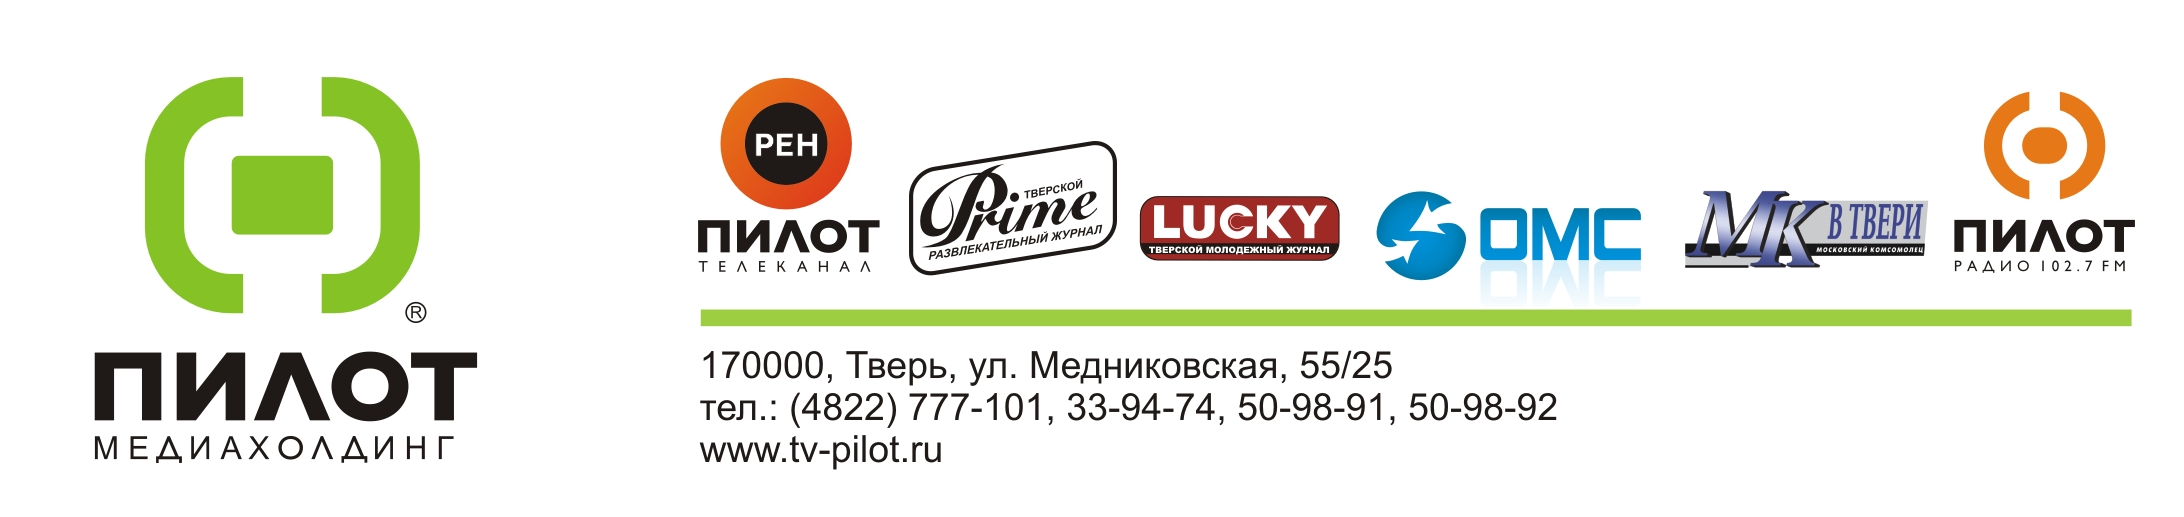 ®
ПИЛОТ
МЕДИАХОЛДИНГ
РЕН
ПИЛОТ
ТЕЛЕКАНАЛ
ТВЕРСКОЙ
Prime
РАЗВЛЕКАТЕЛЬНЫЙ ЖУРНАЛ
LUCKY
ТВЕРСКОЙ МОЛОДЕЖНЫЙ ЖУРНАЛ
ОМС
МК В ТВЕРИ
МОСКОВСКИЙ КОМСОМОЛЕЦ
ПИЛОТ
РАДИО 102.7 FM
170000, Тверь, ул. Медниковская, 55/25
тел.: (4822) 777-101, 33-94-74, 50-98-91, 50-98-92
www.tv-pilot.ru